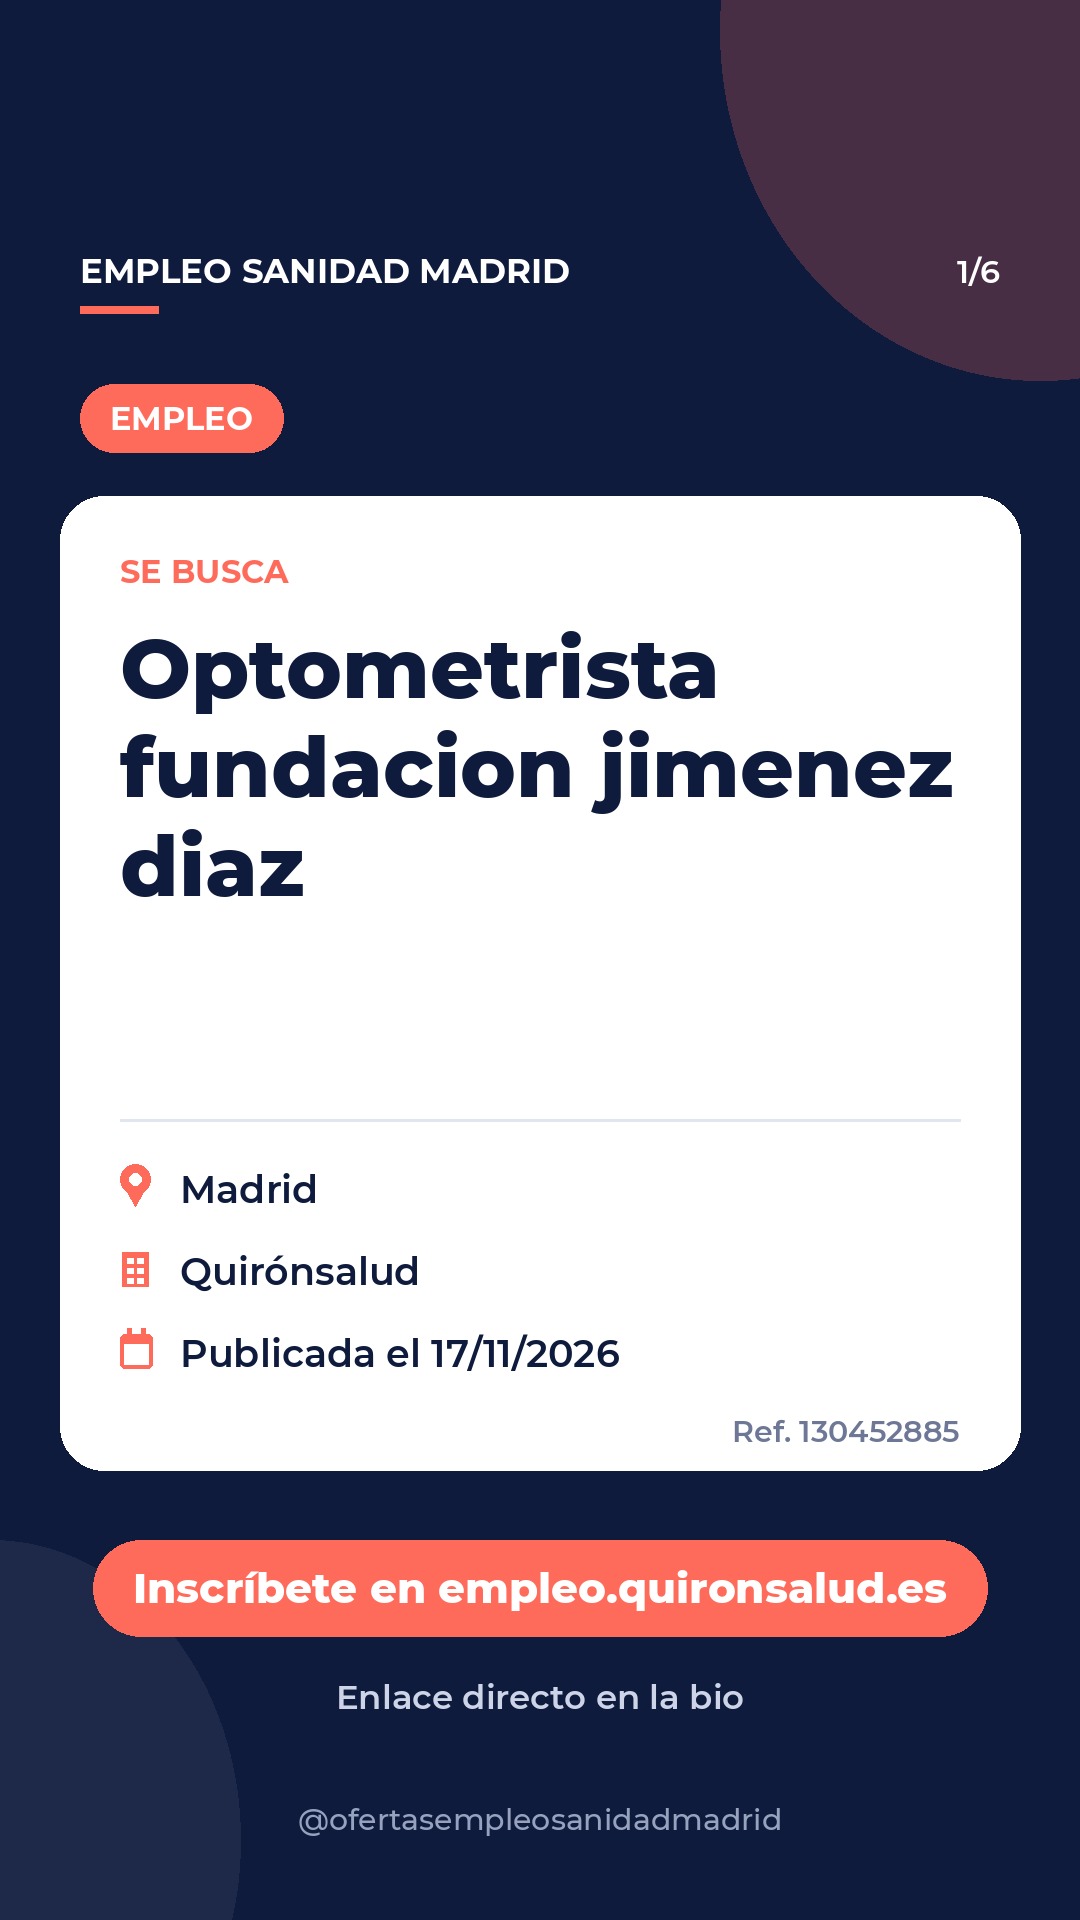 EMPLEO SANIDAD MADRID
1/6
EMPLEO
SE BUSCA
Optometrista
fundacion jimenez
diaz
Madrid
Quirónsalud
Publicada el 17/11/2026
Ref. 130452885
Inscríbete en empleo.quironsalud.es
Enlace directo en la bio
@ofertasempleosanidadmadrid